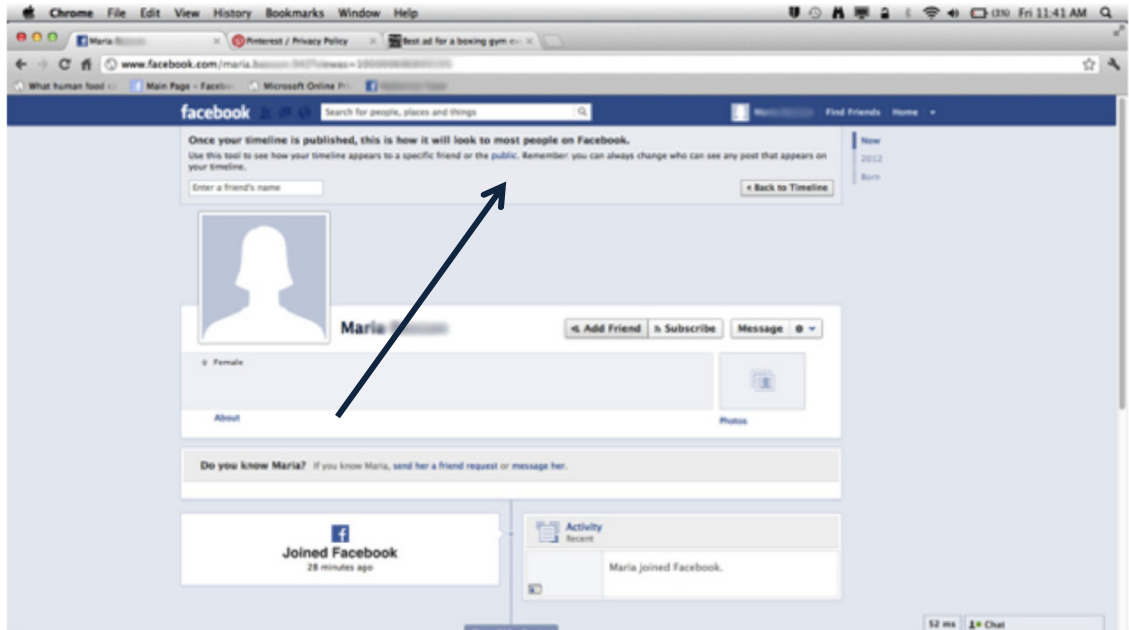 Chrome File Edit View History Bookmarks Window Help
Fri 11:41 AM
Maria
Pinterest / Privacy Policy
Best ad for a boxing gym
www.facebook.com/maria.
What human food
Main Page - Facebo
Microsoft Online
facebook
Search for people, places and things
Find Friends Home
Once your timeline is published, this is how it will look to most people on Facebook.
Use this tool to see how your timeline appears to a specific friend or the public. Remember: you can always change who can see any post that appears on
your timeline.
Enter a friend's name
Back to Timeline
Now
2012
Born
Maria
Add Friend Subscribe Message
Female
About
Photos
Do you know Maria? If you know Maria, send her a friend request or message her.
Joined Facebook
28 minutes ago
Activity
Recent
Maria joined Facebook.
52 ms Chat